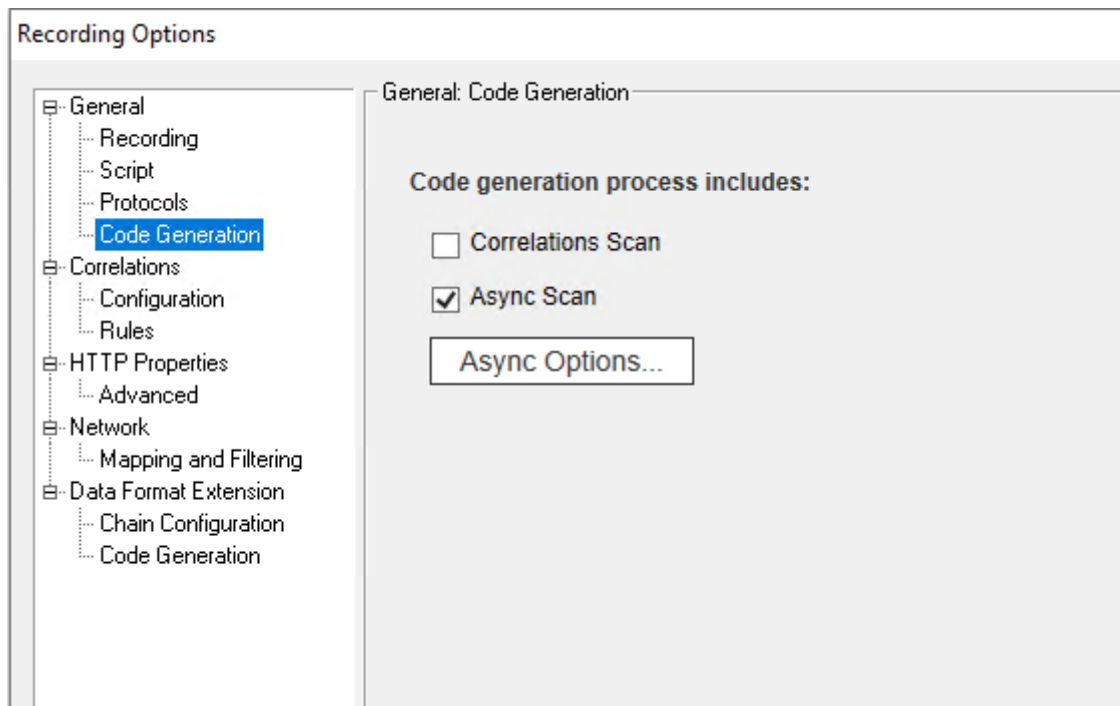 Recording Options
General
Recording
Script
Protocols
Code Generation
Correlations
Configuration
Rules
HTTP Properties
Advanced
Network
Mapping and Filtering
Data Format Extension
Chain Configuration
Code Generation
General: Code Generation
Code generation process includes:
Correlations Scan
Async Scan
Async Options...